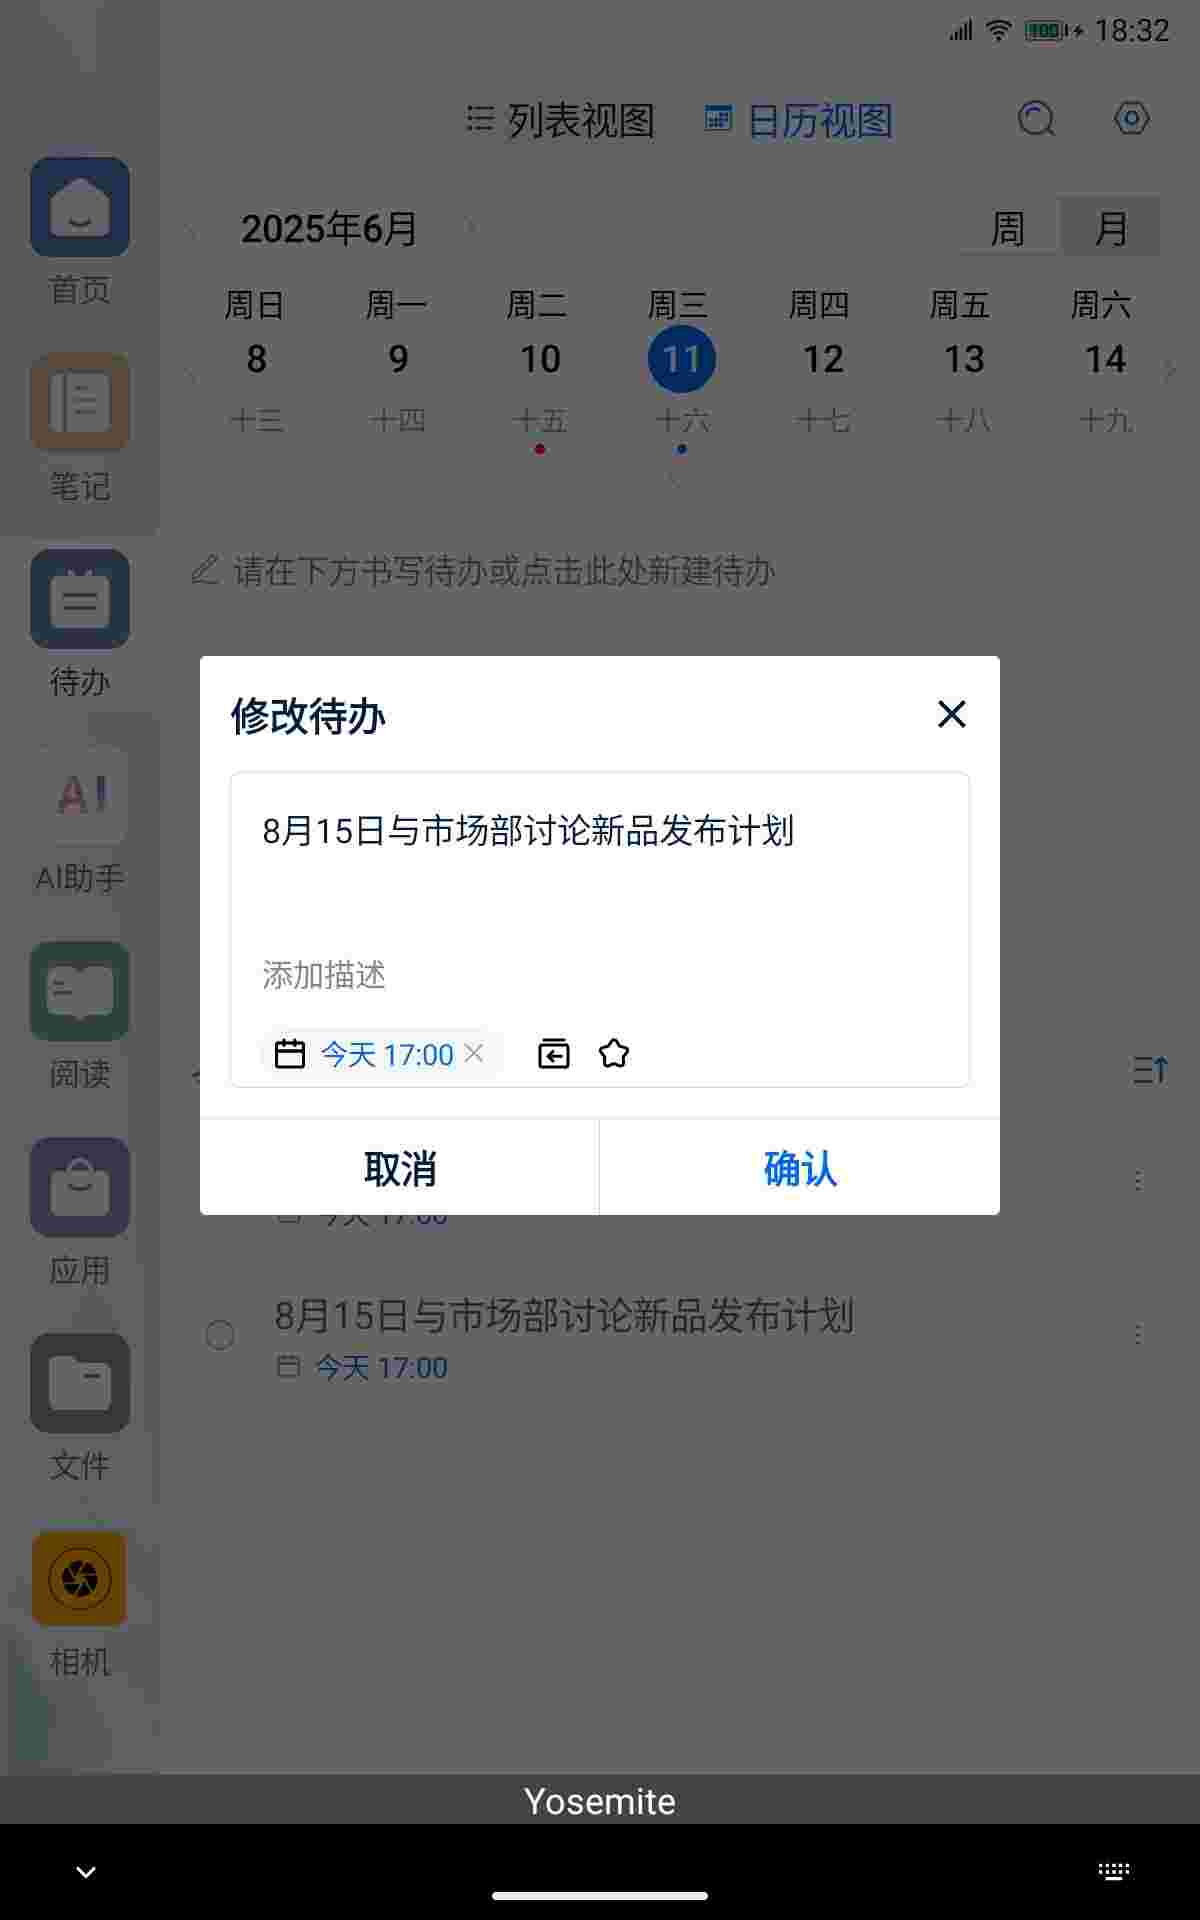 18:32
列表视图 日历视图
2025年6月 周 月
周日 周一 周二 周三 周四 周五 周六
8 9 10 11 12 13 14
十三 十四 十五 十六 十七 十八 十九
请在下方书写待办或点击此处新建待办
首页
笔记
待办
AI
AI助手
阅读
应用
文件
相机
修改待办
8月15日与市场部讨论新品发布计划
添加描述
今天 17:00
取消 确认
今天 17:00
8月15日与市场部讨论新品发布计划
今天 17:00
Yosemite